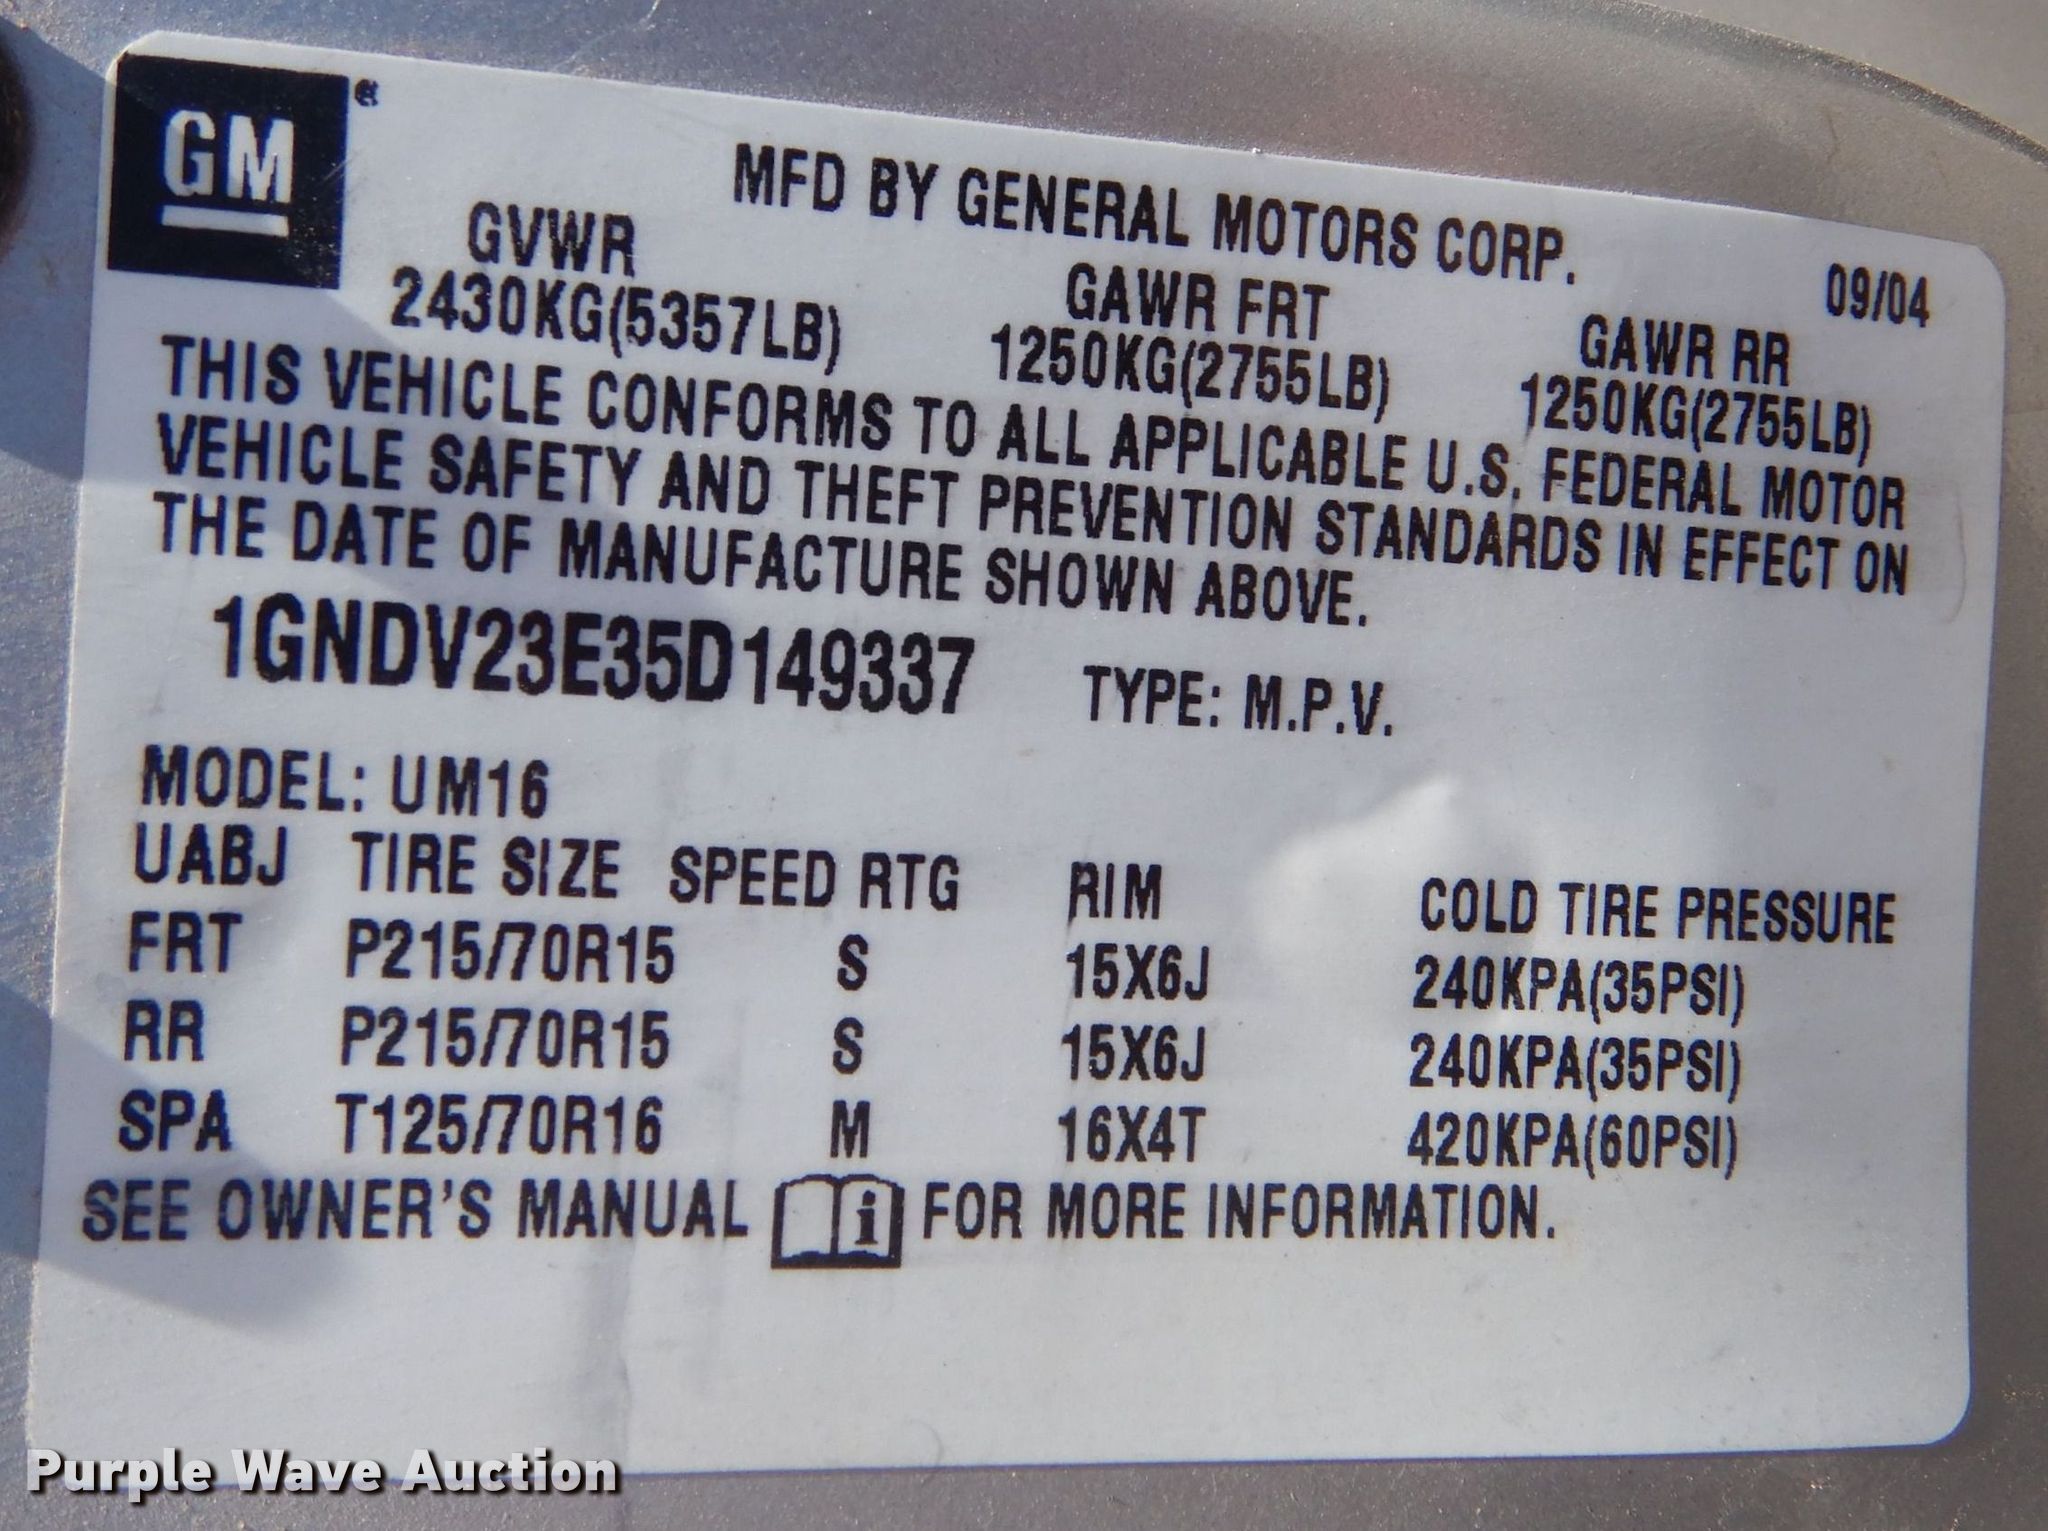 GM
MFD BY GENERAL MOTORS CORP.
09/04
GVWR GAWR FRT GAWR RR
2430KG(5357LB) 1250KG(2755LB) 1250KG(2755LB)
THIS VEHICLE CONFORMS TO ALL APPLICABLE U.S. FEDERAL MOTOR
VEHICLE SAFETY AND THEFT PREVENTION STANDARDS IN EFFECT ON
THE DATE OF MANUFACTURE SHOWN ABOVE.
1GNDV23E35D149337 TYPE: M.P.V.
MODEL: UM16
UABJ TIRE SIZE SPEED RTG RIM COLD TIRE PRESSURE
FRT P215/70R15 S 15X6J 240KPA(35PSI)
RR P215/70R15 S 15X6J 240KPA(35PSI)
SPA T125/70R16 M 16X4T 420KPA(60PSI)
SEE OWNER'S MANUAL i FOR MORE INFORMATION.
Purple Wave Auction